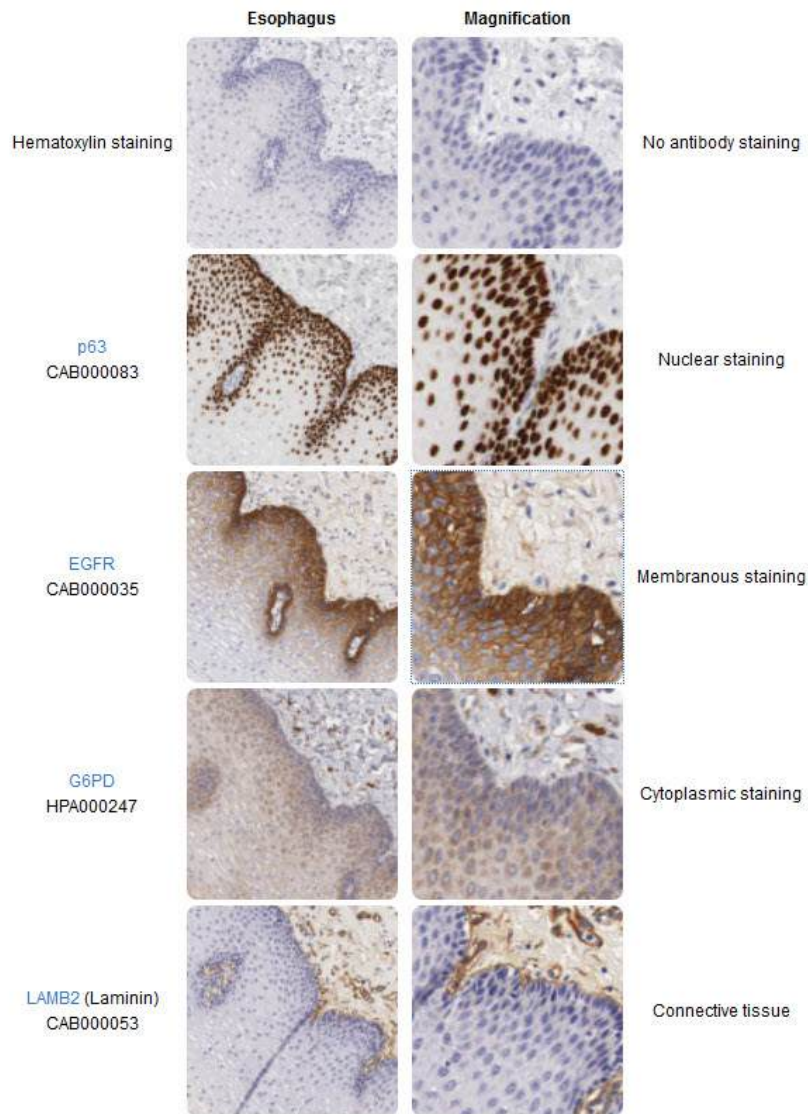 Esophagus
Magnification
Hematoxylin staining
No antibody staining
p63
CAB000083
Nuclear staining
EGFR
CAB000035
Membranous staining
G6PD
HPA000247
Cytoplasmic staining
LAMB2 (Laminin)
CAB000053
Connective tissue